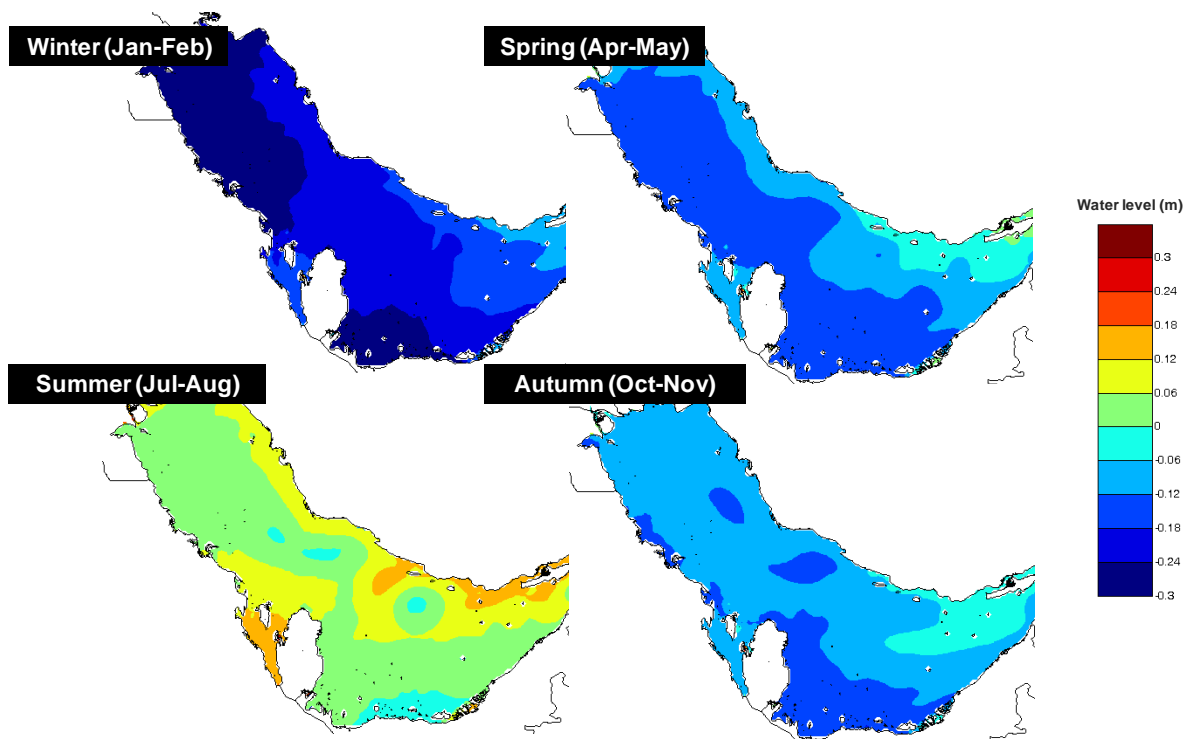 Winter (Jan-Feb)
Spring (Apr-May)
Water level (m)
0.3
0.24
0.18
0.12
0.06
0
-0.06
-0.12
-0.18
-0.24
-0.3
Summer (Jul-Aug)
Autumn (Oct-Nov)